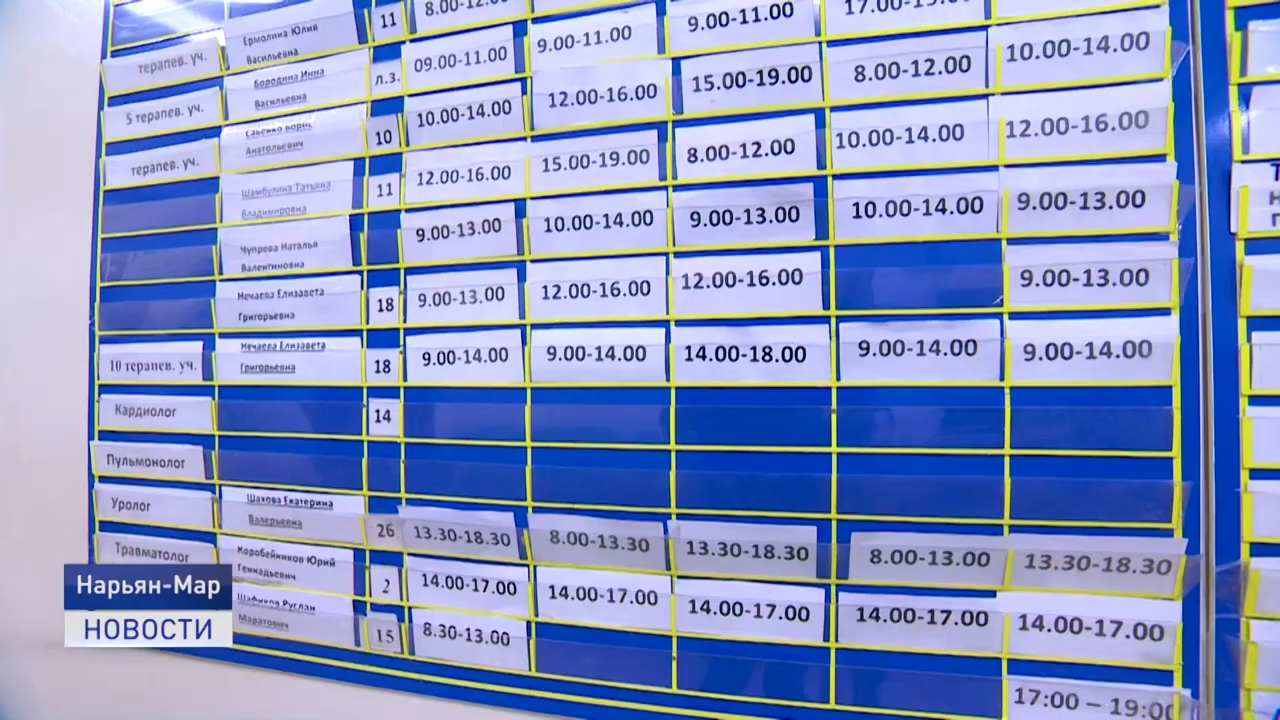 11 8.00-12.00 9.00-11.00 9.00-11.00
Ермолина Юлия
Васильевна
терапев. уч. 09.00-11.00 15.00-19.00 8.00-12.00 10.00-14.00
Бородина Инна
Васильевна
л.з. 12.00-16.00
5 терапев. уч. 10.00-14.00 8.00-12.00 10.00-14.00 12.00-16.00
Анатольевич
10 15.00-19.00
терапев. уч. 12.00-16.00
Шамбулина Татьяна
Владимировна
11 9.00-13.00 10.00-14.00 9.00-13.00 10.00-14.00 9.00-13.00
Чупрова Наталья
Валентиновна
9.00-13.00 12.00-16.00 12.00-16.00 9.00-13.00
Нечаева Елизавета
Григорьевна
18
10 терапев. уч.
Нечаева Елизавета
Григорьевна
18 9.00-14.00 9.00-14.00 14.00-18.00 9.00-14.00 9.00-14.00
Кардиолог 14
Пульмонолог
Уролог
Шахова Екатерина
Валерьевна
26 13.30-18.30 8.00-13.30 13.30-18.30 8.00-13.00 13.30-18.30
Травматолог
Коробейников Юрий
Геннадьевич
2 14.00-17.00 14.00-17.00 14.00-17.00 14.00-17.00 14.00-17.00
Руслан
Маратович
15 8.30-13.00
17:00 – 19:00
Нарьян-Мар
НОВОСТИ